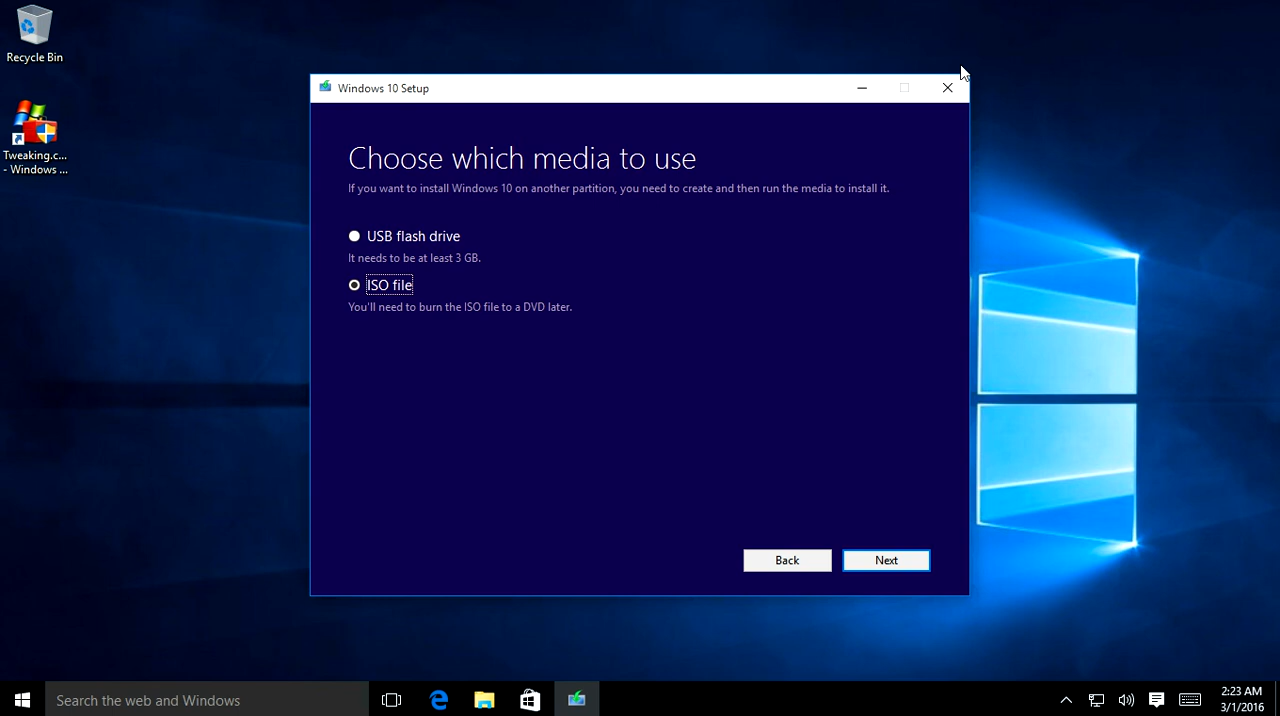 Recycle Bin
Tweaking.c...
- Windows ...
Windows 10 Setup
Choose which media to use
If you want to install Windows 10 on another partition, you need to create and then run the media to install it.
USB flash drive
It needs to be at least 3 GB.
ISO file
You'll need to burn the ISO file to a DVD later.
Back
Next
Search the web and Windows
2:23 AM
3/1/2016